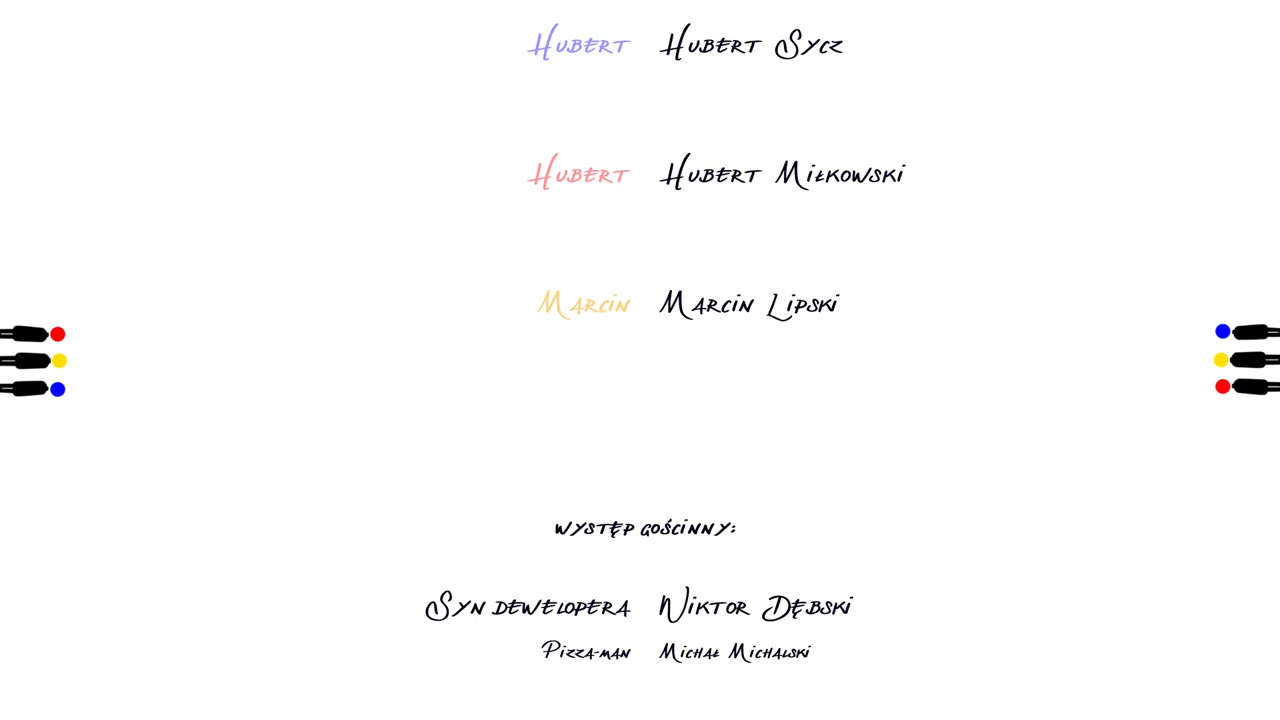 Hubert Hubert Sycz
Hubert Hubert Miłkowski
Marcin Marcin Lipski
występ gościnny:
Syn dewelopera Wiktor Dębski
Pizza-man Michał Michalski